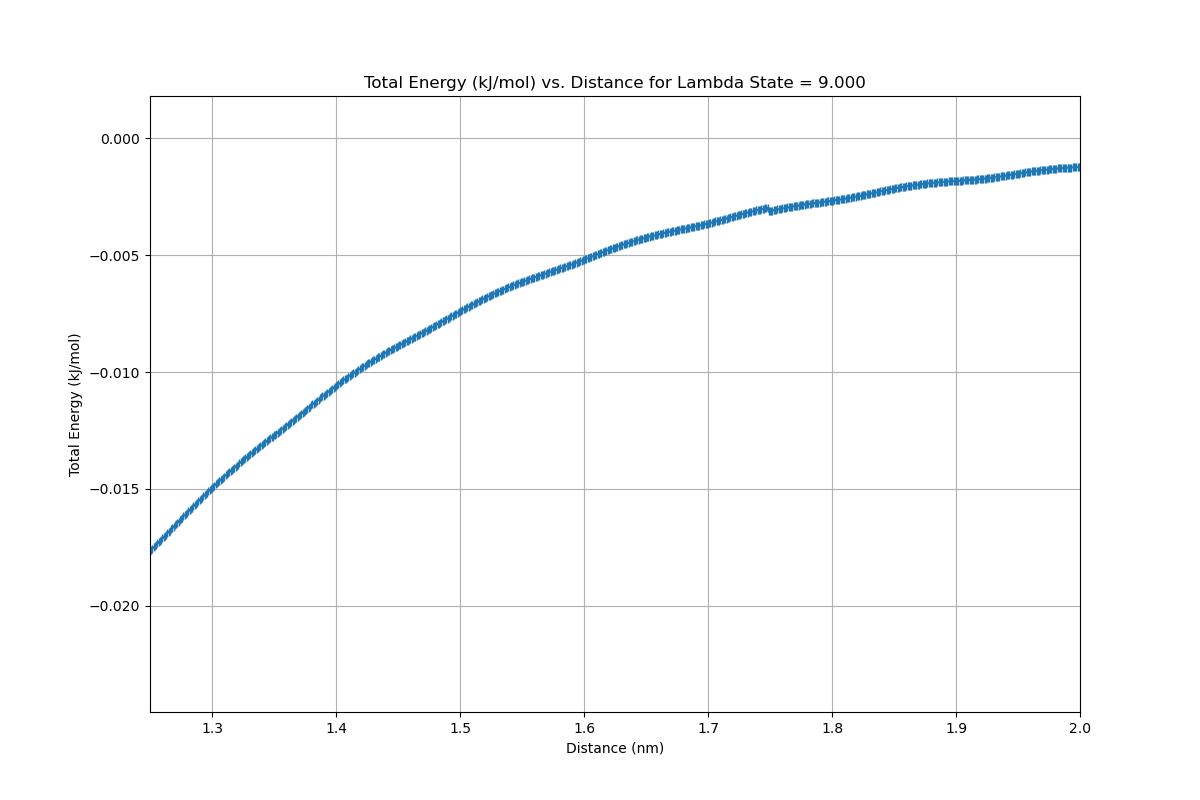 Total Energy (kJ/mol) vs. Distance for Lambda State = 9.000
0.000
−0.005
−0.010
−0.015
−0.020
Total Energy (kJ/mol)
1.3 1.4 1.5 1.6 1.7 1.8 1.9 2.0
Distance (nm)